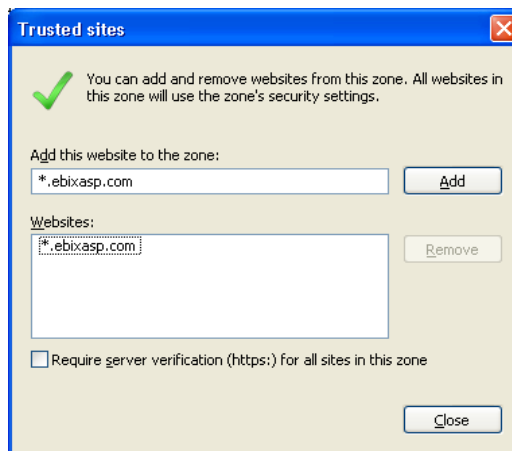 Trusted sites
You can add and remove websites from this zone. All websites in
this zone will use the zone's security settings.
Add this website to the zone:
*.ebixasp.com
Add
Websites:
*.ebixasp.com
Remove
Require server verification (https:) for all sites in this zone
Close